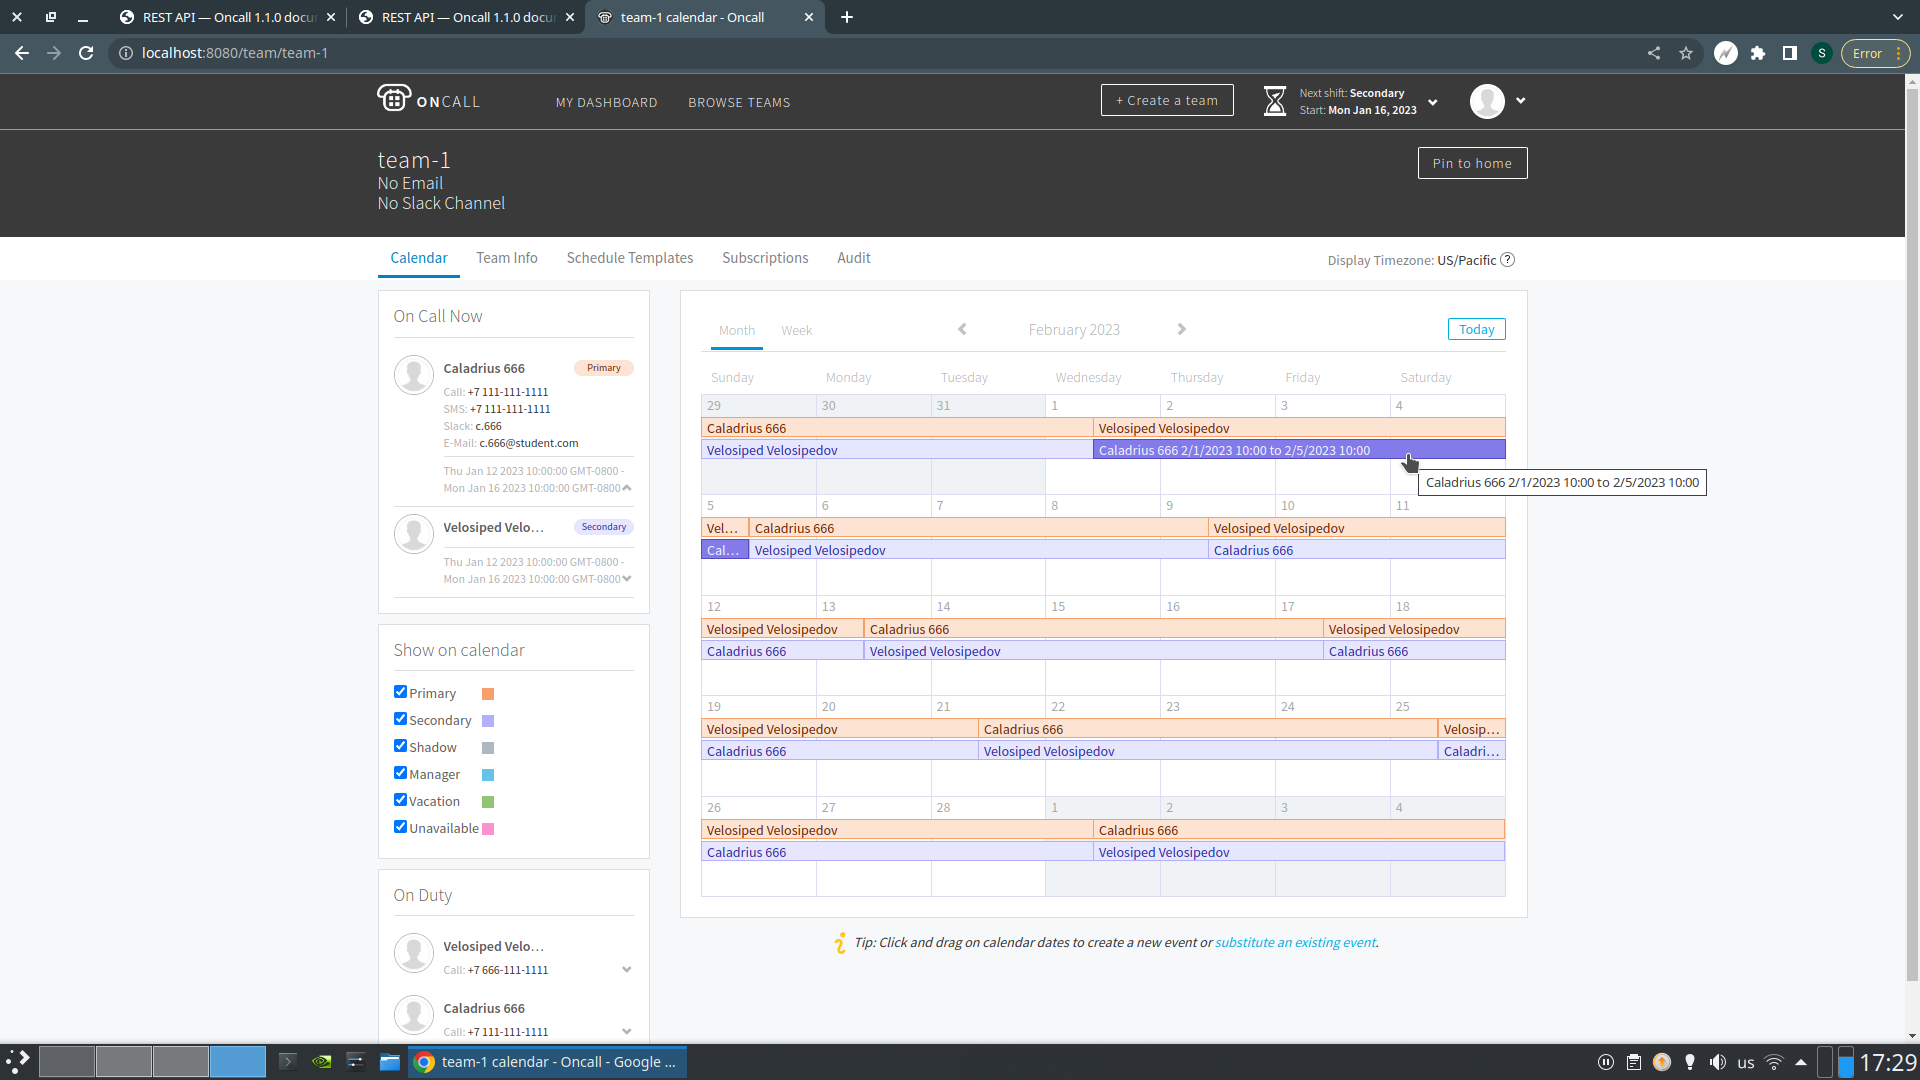 REST API — Oncall 1.1.0 docu
REST API — Oncall 1.1.0 docu
team-1 calendar - Oncall
localhost:8080/team/team-1
S
Error
ONCALL
MY DASHBOARD
BROWSE TEAMS
+ Create a team
Next shift: Secondary
Start: Mon Jan 16, 2023
team-1
No Email
No Slack Channel
Pin to home
Calendar
Team Info
Schedule Templates
Subscriptions
Audit
Display Timezone: US/Pacific ?
On Call Now
Caladrius 666
Primary
Call: +7 111-111-1111
SMS: +7 111-111-1111
Slack: c.666
E-Mail: c.666@student.com
Thu Jan 12 2023 10:00:00 GMT-0800 -
Mon Jan 16 2023 10:00:00 GMT-0800
Velosiped Velo...
Secondary
Thu Jan 12 2023 10:00:00 GMT-0800 -
Mon Jan 16 2023 10:00:00 GMT-0800
Show on calendar
Primary
Secondary
Shadow
Manager
Vacation
Unavailable
On Duty
Velosiped Velo...
Call: +7 666-111-1111
Caladrius 666
Call: +7 111-111-1111
Month
Week
February 2023
Today
Sunday Monday Tuesday Wednesday Thursday Friday Saturday
29 30 31 1 2 3 4
Caladrius 666 Velosiped Velosipedov
Velosiped Velosipedov Caladrius 666 2/1/2023 10:00 to 2/5/2023 10:00
Caladrius 666 2/1/2023 10:00 to 2/5/2023 10:00
5 6 7 8 9 10 11
Vel... Caladrius 666 Velosiped Velosipedov
Cal... Velosiped Velosipedov Caladrius 666
12 13 14 15 16 17 18
Velosiped Velosipedov Caladrius 666 Velosiped Velosipedov
Caladrius 666 Velosiped Velosipedov Caladrius 666
19 20 21 22 23 24 25
Velosiped Velosipedov Caladrius 666 Velosip...
Caladrius 666 Velosiped Velosipedov Caladri...
26 27 28 1 2 3 4
Velosiped Velosipedov Caladrius 666
Caladrius 666 Velosiped Velosipedov
Tip: Click and drag on calendar dates to create a new event or substitute an existing event.
team-1 calendar - Oncall - Google ...
us
17:29